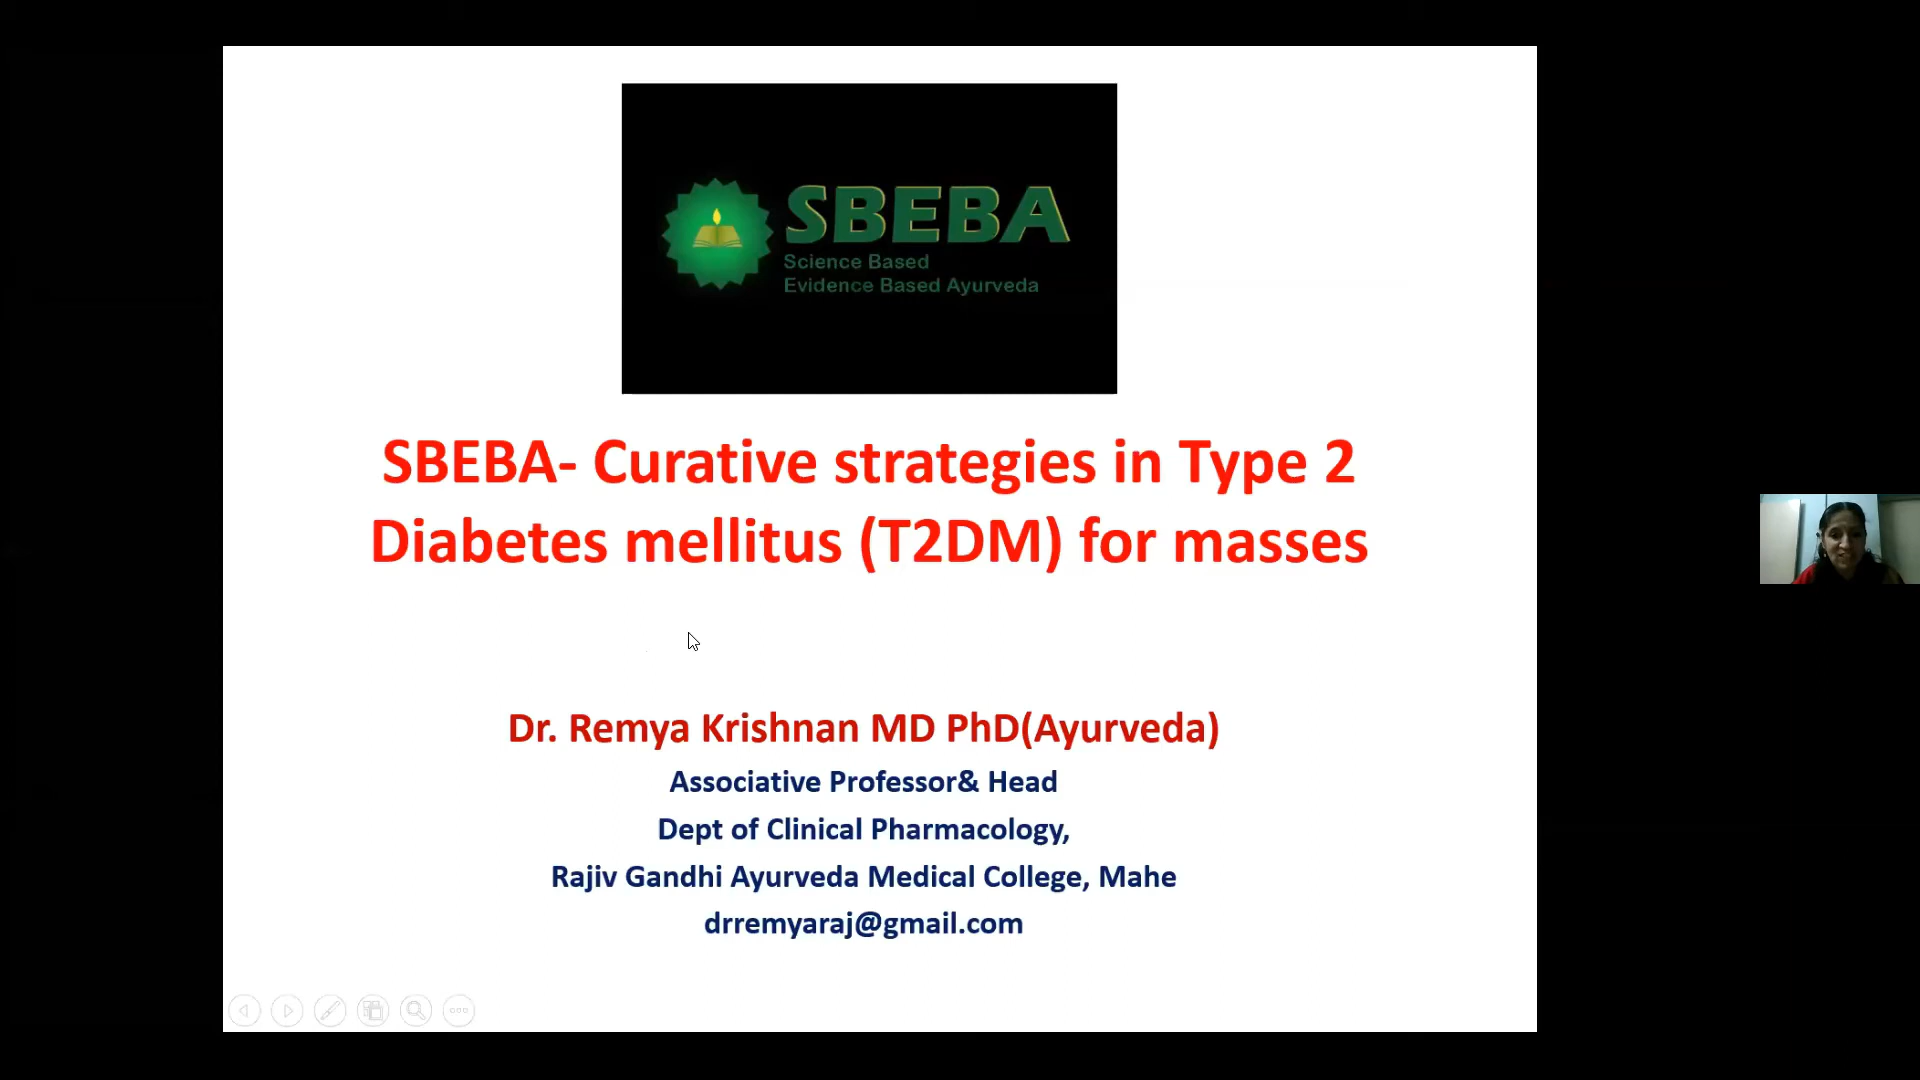 SBEBA
Science Based
Evidence Based Ayurveda
SBEBA- Curative strategies in Type 2
Diabetes mellitus (T2DM) for masses
Dr. Remya Krishnan MD PhD(Ayurveda)
Associative Professor& Head
Dept of Clinical Pharmacology,
Rajiv Gandhi Ayurveda Medical College, Mahe
drremyaraj@gmail.com